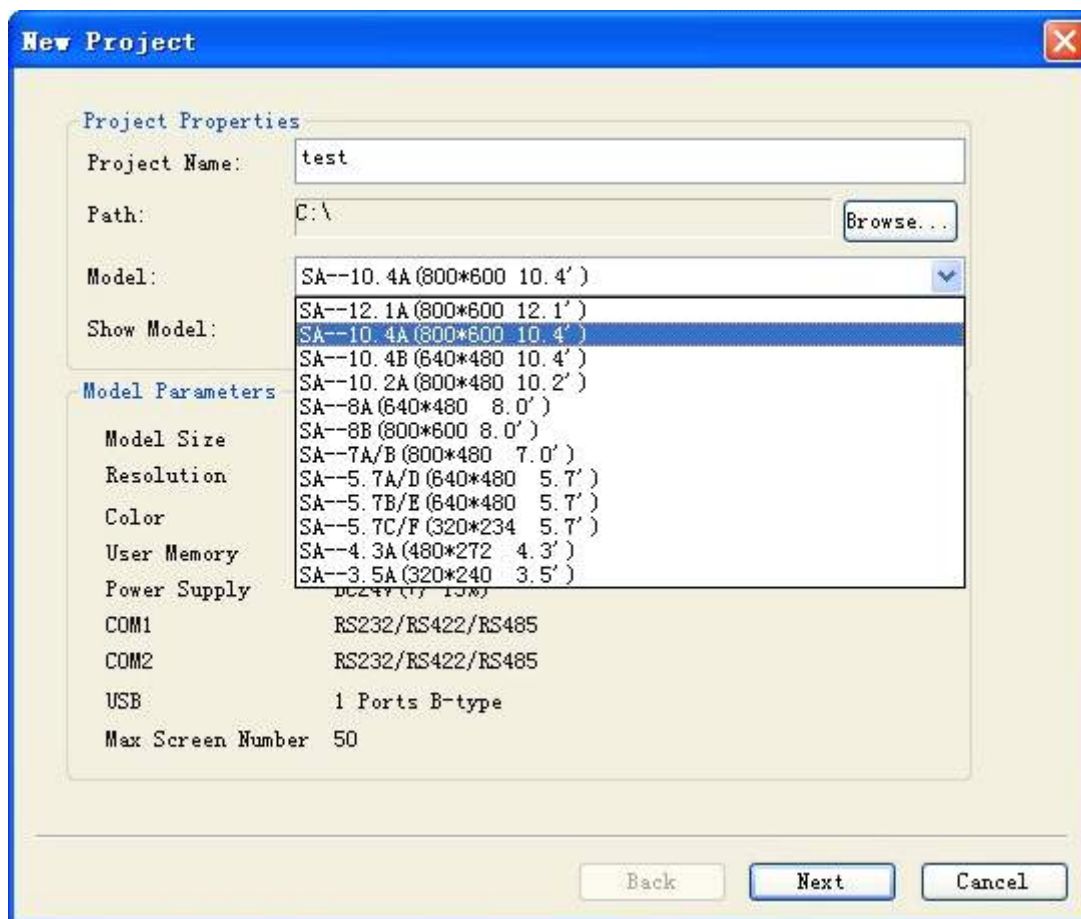 New Project
Project Properties
Project Name: test
Path: C:\ Browse...
Model: SA--10.4A(800*600 10.4')
SA--12.1A(800*600 12.1')
Show Model: SA--10.4A(800*600 10.4')
SA--10.4B(640*480 10.4')
SA--10.2A(800*480 10.2')
Model Parameters
SA--8A(640*480 8.0')
SA--8B(800*600 8.0')
Model Size
SA--7A/B(800*480 7.0')
Resolution SA--5.7A/D(640*480 5.7')
SA--5.7B/E(640*480 5.7')
Color
SA--5.7C/F(320*234 5.7')
User Memory SA--4.3A(480*272 4.3')
SA--3.5A(320*240 3.5')
Power Supply
COM1 RS232/RS422/RS485
COM2 RS232/RS422/RS485
USB 1 Ports B-type
Max Screen Number 50
Back Next Cancel